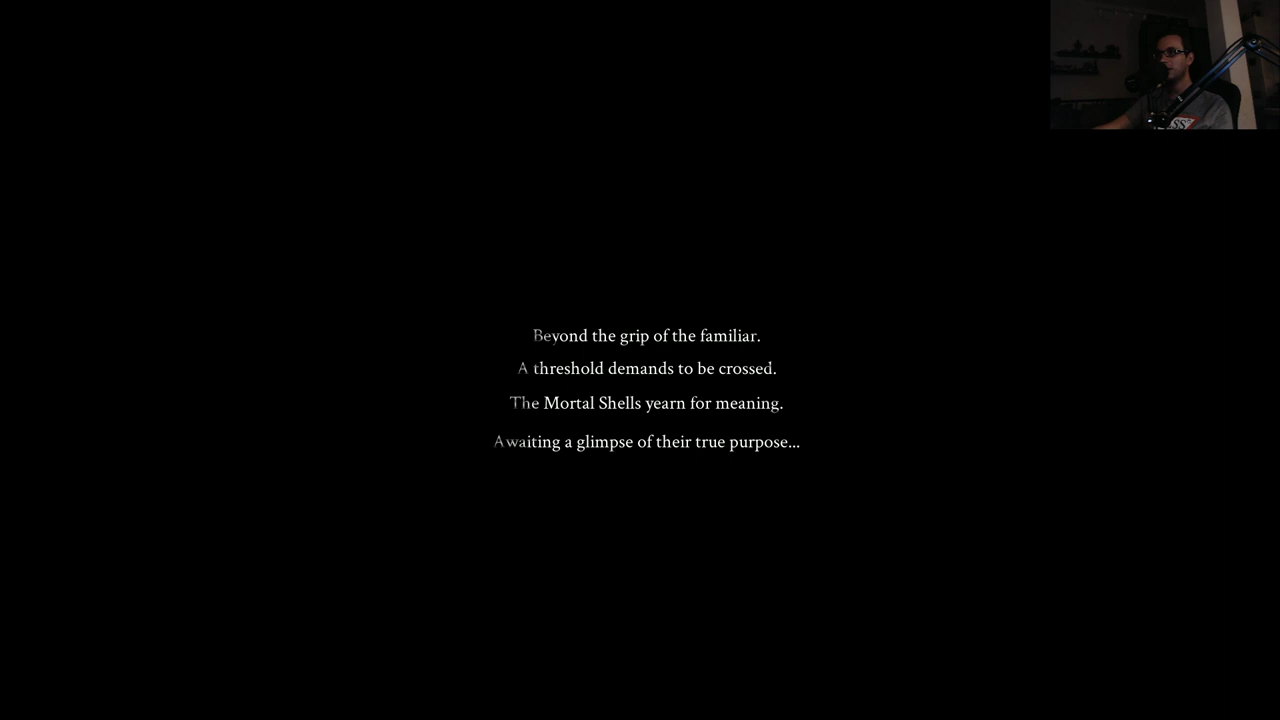 Beyond the grip of the familiar.
A threshold demands to be crossed.
The Mortal Shells yearn for meaning.
Awaiting a glimpse of their true purpose...